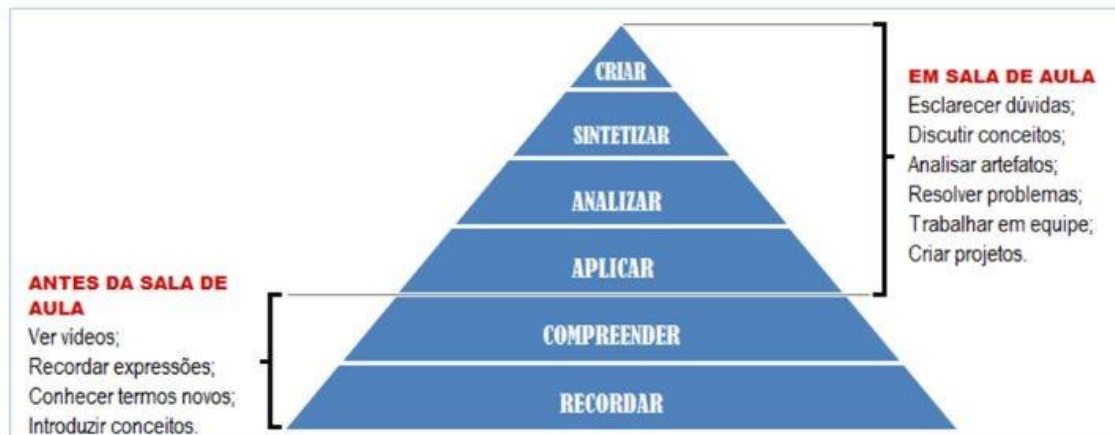 CRIAR
SINTETIZAR
ANALIZAR
APLICAR
COMPREENDER
RECORDAR
EM SALA DE AULA
Esclarecer dúvidas;
Discutir conceitos;
Analisar artefatos;
Resolver problemas;
Trabalhar em equipe;
Criar projetos.
ANTES DA SALA DE
AULA
Ver vídeos;
Recordar expressões;
Conhecer termos novos;
Introduzir conceitos.